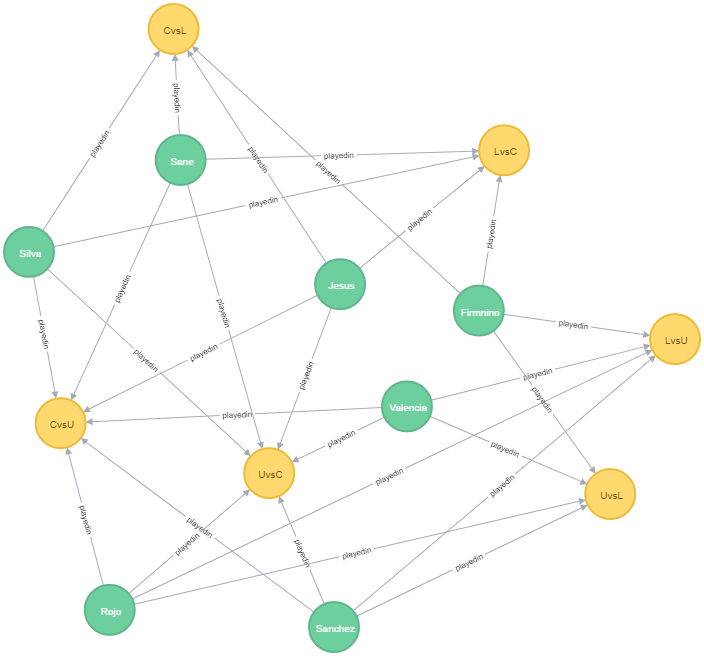 CvsL
playedin
playedin
LvsC
playedin
playedin
Sane
playedin
playedin
playedin
playedin
Silva
Jesus
playedin
Firmnino
playedin
playedin
playedin
LvsU
playedin
playedin
playedin
playedin
playedin
Valencia
playedin
CvsU
playedin
playedin
UvsC
playedin
playedin
UvsL
playedin
playedin
playedin
playedin
playedin
playedin
Rojo
Sanchez